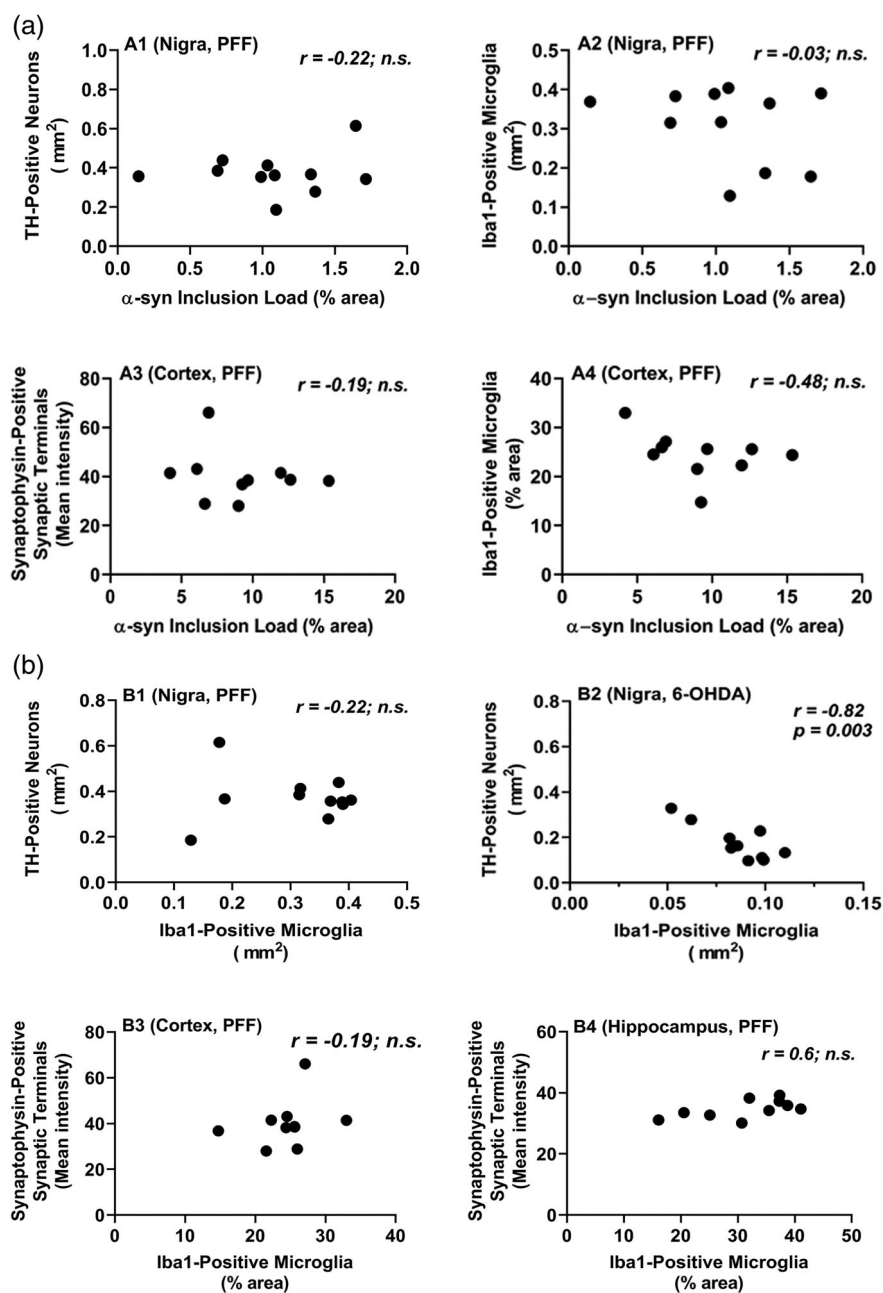 (a)
A1 (Nigra, PFF)
r = -0.22; n.s.
TH-Positive Neurons
( mm2)
1.0
0.8
0.6
0.4
0.2
0.0
0.0 0.5 1.0 1.5 2.0
α-syn Inclusion Load (% area)
A2 (Nigra, PFF)
r = -0.03; n.s.
Iba1-Positive Microglia
(mm2)
0.5
0.4
0.3
0.2
0.1
0.0
0.0 0.5 1.0 1.5 2.0
α–syn Inclusion Load (% area)
A3 (Cortex, PFF)
r = -0.19; n.s.
Synaptophysin-Positive
Synaptic Terminals
(Mean intensity)
80
60
40
20
0
5 10 15 20
α-syn Inclusion Load (% area)
A4 (Cortex, PFF)
r = -0.48; n.s.
Iba1-Positive Microglia
(% area)
40
30
20
10
0
0 5 10 15 20
α–syn Inclusion Load (% area)
(b)
B1 (Nigra, PFF)
r = -0.22; n.s.
TH-Positive Neurons
( mm2)
0.8
0.6
0.4
0.2
0.0
0.0 0.1 0.2 0.3 0.4 0.5
Iba1-Positive Microglia
( mm2)
B2 (Nigra, 6-OHDA)
r = -0.82
p = 0.003
TH-Positive Neurons
(mm2)
0.8
0.6
0.4
0.2
0.0
0.00 0.05 0.10 0.15
Iba1-Positive Microglia
( mm2)
B3 (Cortex, PFF)
r = -0.19; n.s.
Synaptophysin-Positive
Synaptic Terminals
(Mean intensity)
80
60
40
20
0
0 10 20 30 40
Iba1-Positive Microglia
(% area)
B4 (Hippocampus, PFF)
r = 0.6; n.s.
Synaptophysin-Positive
Synaptic Terminals
(Mean intensity)
60
40
20
0
0 10 20 30 40 50
Iba1-Positive Microglia
(% area)